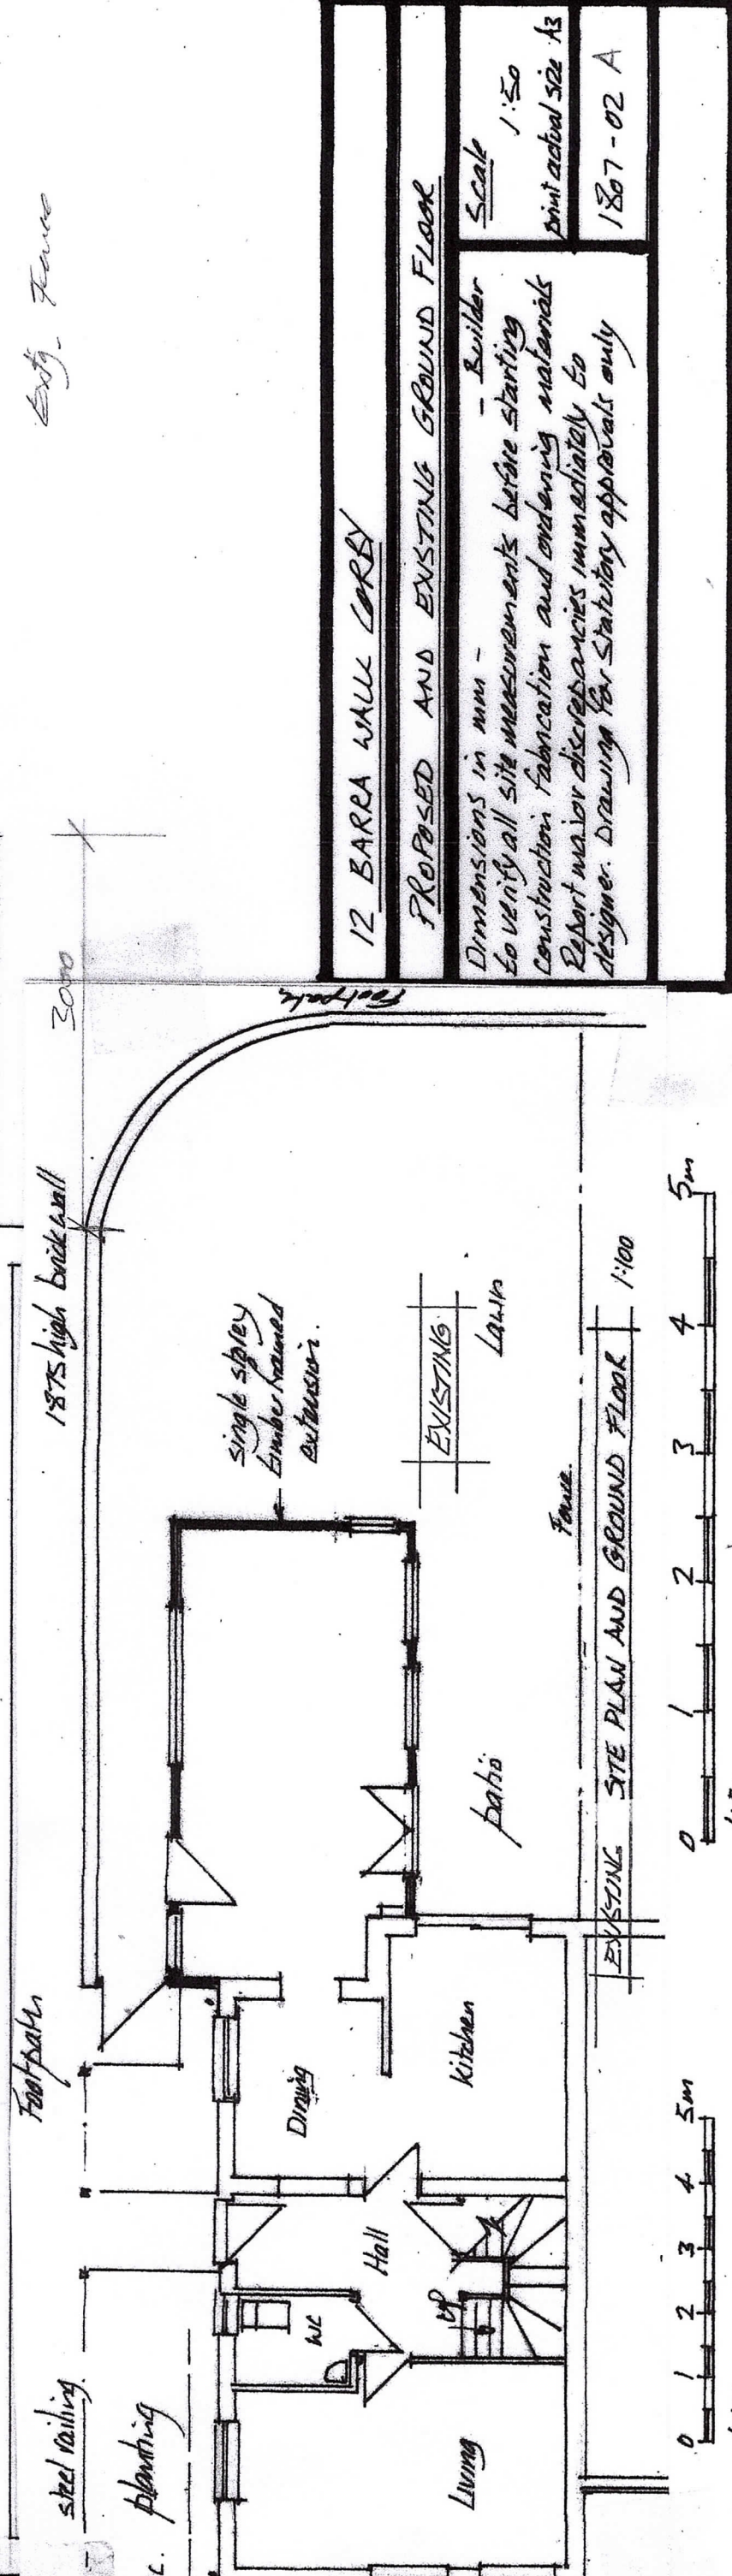 Extg. Fence
12 BARRA WALK CORBY
PROPOSED AND EXISTING GROUND FLOOR
Dimensions in mm - - Builder
to verify all site measurements before starting
construction fabrication and ordering materials
Report major discrepancies immediately to
designer. Drawing for statutory approvals only
Scale
1:50
print actual size A3
1807-02 A
3000
Footpath
1875 high brick wall
single storey
timber framed
extension.
EXISTING
Lawn
Fence
patio
Footpath
Dining
Kitchen
Hall
WC
UP
Living
steel railing
planting
EXISTING SITE PLAN AND GROUND FLOOR 1:100
0 1 2 3 4 5m
0 1 2 3 4 5m